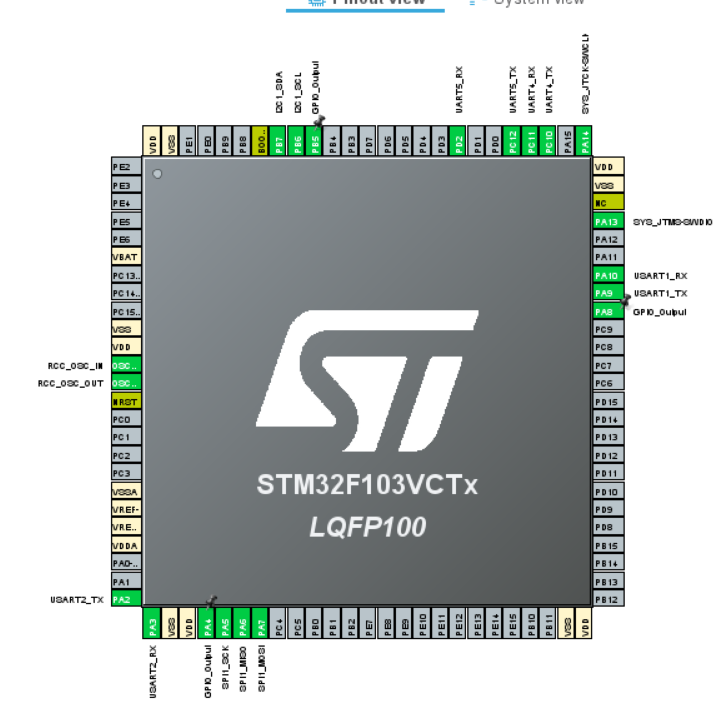 Pinout view
System view
I2C1_SDA
I2C1_SCL
GPIO_Output
UART5_RX
UART5_TX
UART4_RX
UART4_TX
SYS_JTCK-SWCLK
VDD
VSS
PE1
PE0
PB9
PB8
BOO..
PB7
PB6
PB5
PB4
PB3
PD7
PD6
PD5
PD4
PD3
PD2
PD1
PD0
PC12
PC11
PC10
PA15
PA14
PE2
PE3
PE4
PE5
PE6
VBAT
PC13..
PC14..
PC15..
VSS
VDD
RCC_OSC_IN OSC..
RCC_OSC_OUT OSC..
NRST
PC0
PC1
PC2
PC3
VSSA
VREF-
VRE..
VDDA
PA0-..
PA1
USART2_TX PA2
VDD
VSS
NC
PA13 SYS_JTMS-SWDIO
PA12
PA11
PA10 USART1_RX
PA9 USART1_TX
PA8 GPIO_Output
PC9
PC8
PC7
PC6
PD15
PD14
PD13
PD12
PD11
PD10
PD9
PD8
PB15
PB14
PB13
PB12
ST
STM32F103VCTx
LQFP100
PA3
VSS
VDD
PA4
PA5
PA6
PA7
PC4
PC5
PB0
PB1
PB2
PE7
PE8
PE9
PE10
PE11
PE12
PE13
PE14
PE15
PB10
PB11
VSS
VDD
USART2_RX
GPIO_Output
SPI1_SCK
SPI1_MISO
SPI1_MOSI